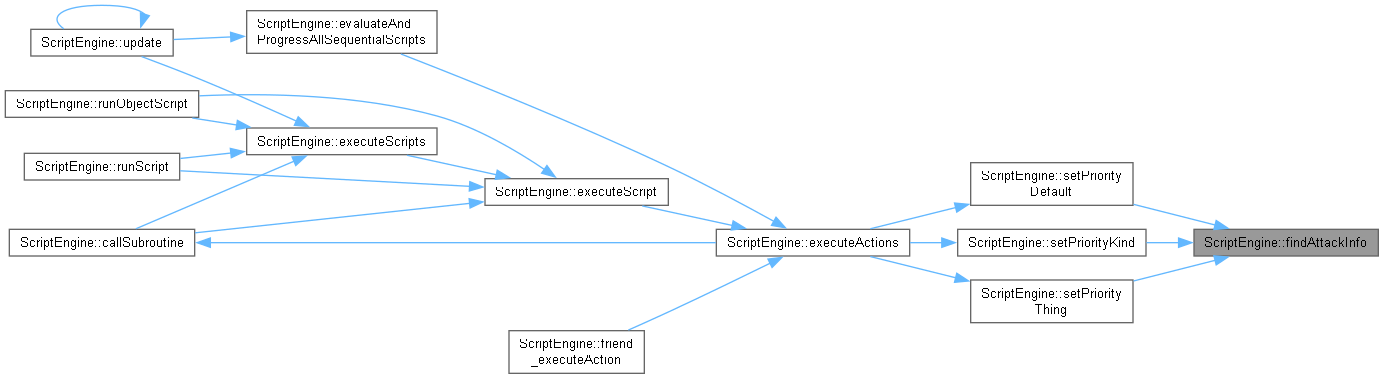 ScriptEngine::update
ScriptEngine::evaluateAnd
ProgressAllSequentialScripts
ScriptEngine::runObjectScript
ScriptEngine::executeScripts
ScriptEngine::runScript
ScriptEngine::executeScript
ScriptEngine::callSubroutine
ScriptEngine::executeActions
ScriptEngine::setPriority
Default
ScriptEngine::setPriorityKind
ScriptEngine::findAttackInfo
ScriptEngine::setPriority
Thing
ScriptEngine::friend
_executeAction